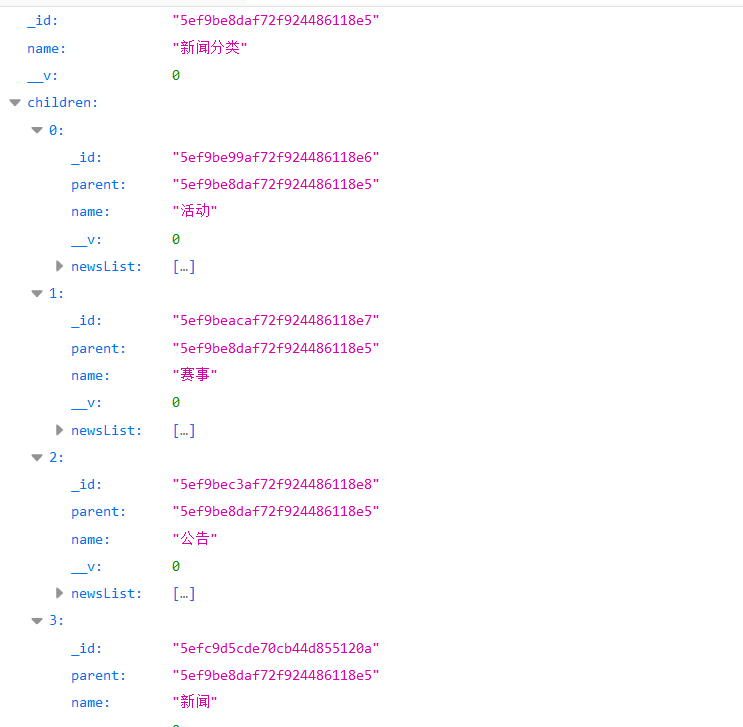 _id: "5ef9be8daf72f924486118e5"
name: "新闻分类"
__v: 0
children:
0:
_id: "5ef9be99af72f924486118e6"
parent: "5ef9be8daf72f924486118e5"
name: "活动"
__v: 0
newsList: […]
1:
_id: "5ef9beacaf72f924486118e7"
parent: "5ef9be8daf72f924486118e5"
name: "赛事"
__v: 0
newsList: […]
2:
_id: "5ef9bec3af72f924486118e8"
parent: "5ef9be8daf72f924486118e5"
name: "公告"
__v: 0
newsList: […]
3:
_id: "5efc9d5cde70cb44d855120a"
parent: "5ef9be8daf72f924486118e5"
name: "新闻"